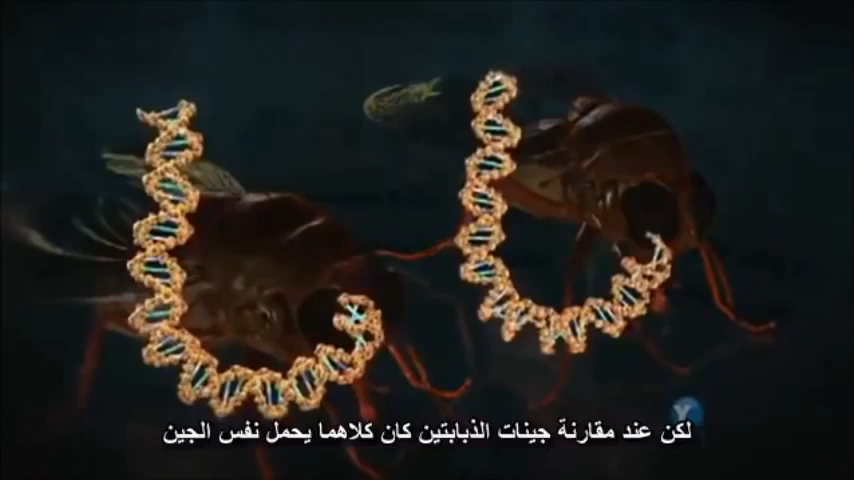 لكن عند مقارنة جينات الذبابتين كان كلاهما يحمل نفس الجين